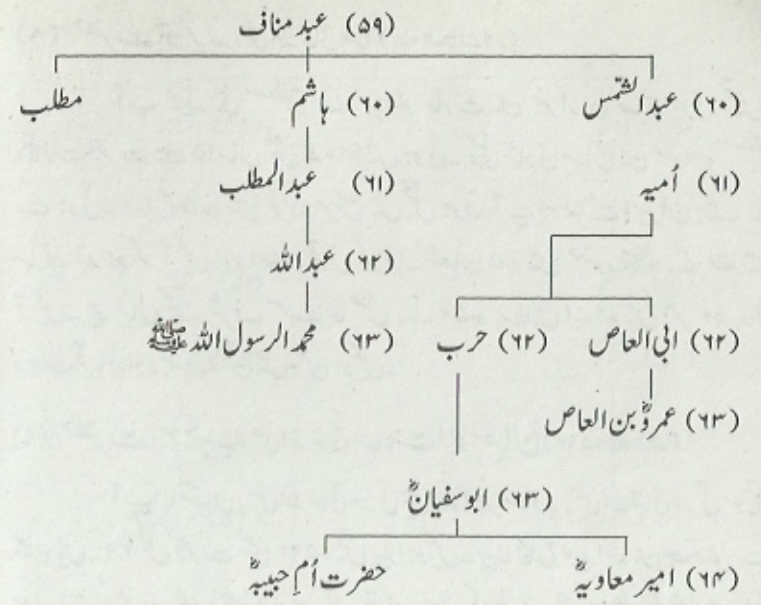 (۵۹) عبد مناف
(۶۰) عبدالشمس (۶۰) ہاشم مطلب
(۶۱) اُمیہ (۶۱) عبدالمطلب
(۶۲) عبداللہ
(۶۲) ابی العاص (۶۲) حرب (۶۳) محمد الرسول اللہ ﷺ
(۶۳) عمروؓ بن العاص
(۶۳) ابوسفیانؓ
(۶۴) امیر معاویہؓ حضرت اُمِ حبیبہؓ